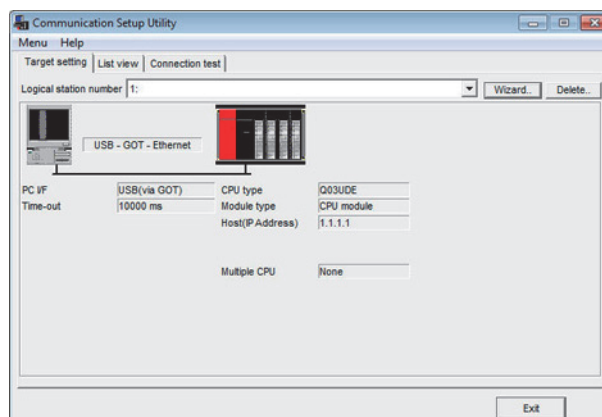 Communication Setup Utility
Menu Help
Target setting List view Connection test
Logical station number 1: Wizard.. Delete..
USB - GOT - Ethernet
PC I/F USB(via GOT) CPU type Q03UDE
Time-out 10000 ms Module type CPU module
Host(IP Address) 1.1.1.1
Multiple CPU None
Exit